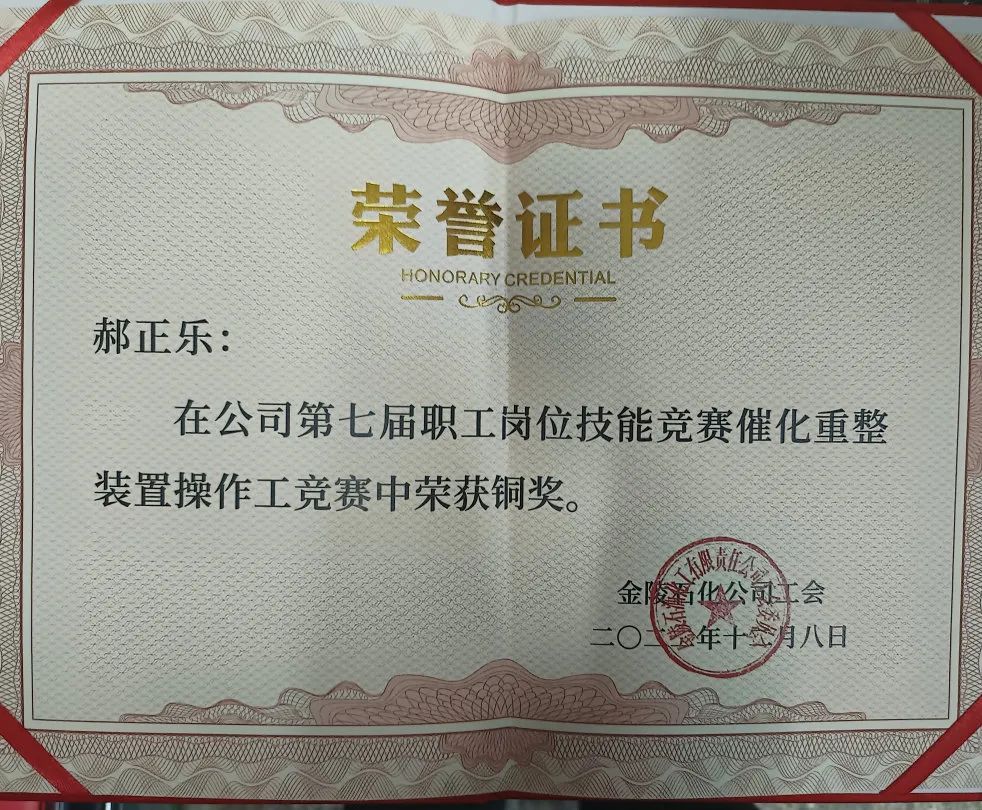 荣誉证书
HONORARY CREDENTIAL
郝正乐：
在公司第七届职工岗位技能竞赛催化重整
装置操作工竞赛中荣获铜奖。
金陵石化公司工会
二〇二 年十 月八日